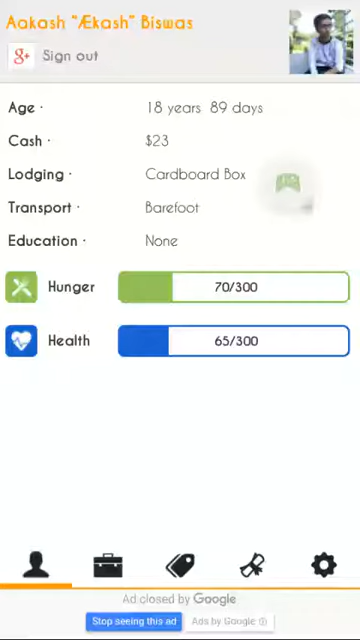 Aakash "Ækash" Biswas
g+ Sign out
Age · 18 years 89 days
Cash · $23
Lodging · Cardboard Box
Transport · Barefoot
Education · None
Hunger 70/300
Health 65/300
Ad closed by Google
Stop seeing this ad Ads by Google